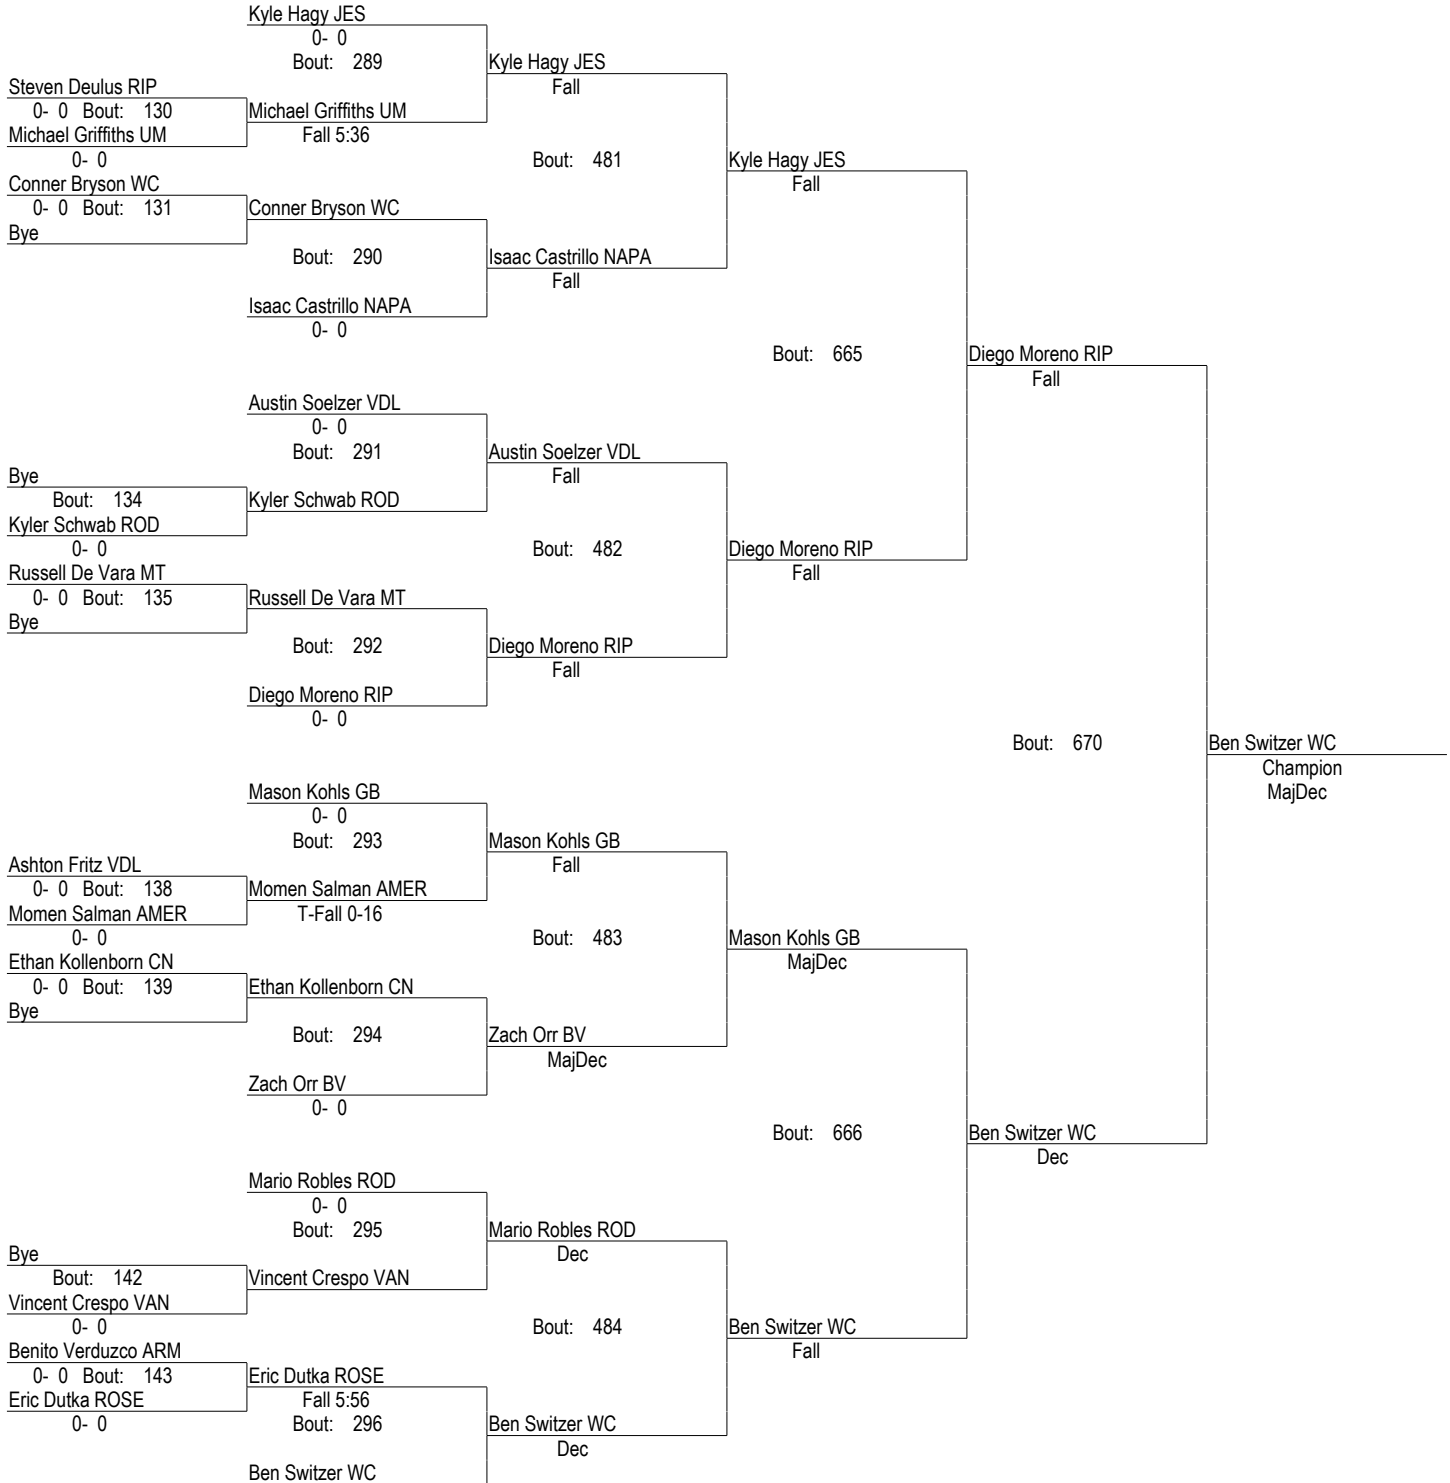 Kyle Hagy JES
0- 0
Bout: 289
Kyle Hagy JES
Fall
Steven Deulus RIP
0- 0 Bout: 130
Michael Griffiths UM
Michael Griffiths UM
Fall 5:36
0- 0
Bout: 481
Kyle Hagy JES
Fall
Conner Bryson WC
0- 0 Bout: 131
Conner Bryson WC
Bye
Bout: 290
Isaac Castrillo NAPA
Fall
Isaac Castrillo NAPA
0- 0
Bout: 665
Diego Moreno RIP
Fall
Austin Soelzer VDL
0- 0
Bout: 291
Austin Soelzer VDL
Fall
Bye
Bout: 134
Kyler Schwab ROD
Kyler Schwab ROD
0- 0
Bout: 482
Diego Moreno RIP
Fall
Russell De Vara MT
0- 0 Bout: 135
Russell De Vara MT
Bye
Bout: 292
Diego Moreno RIP
Fall
Diego Moreno RIP
0- 0
Bout: 670
Ben Switzer WC
Champion
MajDec
Mason Kohls GB
0- 0
Bout: 293
Mason Kohls GB
Fall
Ashton Fritz VDL
0- 0 Bout: 138
Momen Salman AMER
Momen Salman AMER
T-Fall 0-16
0- 0
Bout: 483
Mason Kohls GB
MajDec
Ethan Kollenborn CN
0- 0 Bout: 139
Ethan Kollenborn CN
Bye
Bout: 294
Zach Orr BV
MajDec
Zach Orr BV
0- 0
Bout: 666
Ben Switzer WC
Dec
Mario Robles ROD
0- 0
Bout: 295
Mario Robles ROD
Dec
Bye
Bout: 142
Vincent Crespo VAN
Vincent Crespo VAN
0- 0
Bout: 484
Ben Switzer WC
Fall
Benito Verduzco ARM
0- 0 Bout: 143
Eric Dutka ROSE
Eric Dutka ROSE
Fall 5:56
0- 0
Bout: 296
Ben Switzer WC
Dec
Ben Switzer WC